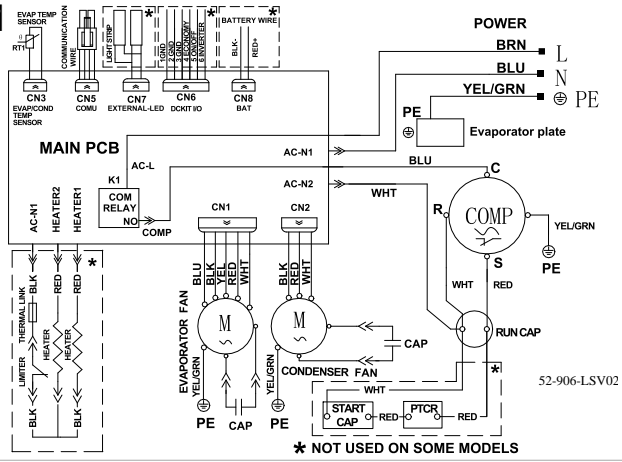 EVAP TEMP
SENSOR
θ
RT1
COMMUNICATION
WIRE
LIGHT STRIP
*
1GND
2 GND
3 GND
4 ECONOMY
5 ON/OFF
6 INVERTER
*
BATTERY WIRE
*
BLK-
RED+
CN3
EVAP/COND
TEMP
SENSOR
CN5
COMU
CN7
EXTERNAL-LED
CN6
DCKIT I/O
CN8
BAT
POWER
BRN
L
BLU
N
YEL/GRN
PE
PE
Evaporator plate
MAIN PCB
AC-N1
AC-L
BLU
C
K1
COM
RELAY
NO
COMP
AC-N2
WHT
R
COMP
YEL/GRN
PE
S
AC-N1
HEATER2
HEATER1
CN1
CN2
BLU
BLK
YEL
RED
WHT
BLK
RED
WHT
WHT
RED
*
BLK
RED
RED
THERMAL LINK
HEATER
HEATER
LIMITER
BLK
BLK
EVAPORATOR FAN
M
YEL/GRN
PE
CAP
M
YEL/GRN
PE
CAP
CONDENSER FAN
RUN CAP
*
WHT
START
CAP
RED
PTCR
RED
52-906-LSV02
* NOT USED ON SOME MODELS